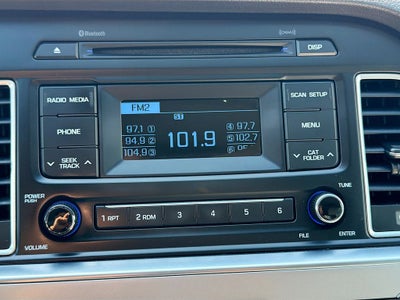 Bluetooth
DISP
RADIO MEDIA
PHONE
SEEK
TRACK
FM2
ST
97.1 1
94.9 2
104.9 3
101.9
4 97.7
5 102.7
6
SCAN SETUP
MENU
CAT
FOLDER
POWER
PUSH
VOLUME
1 RPT
2 RDM
3
4
5
6
TUNE
FILE
ENTER